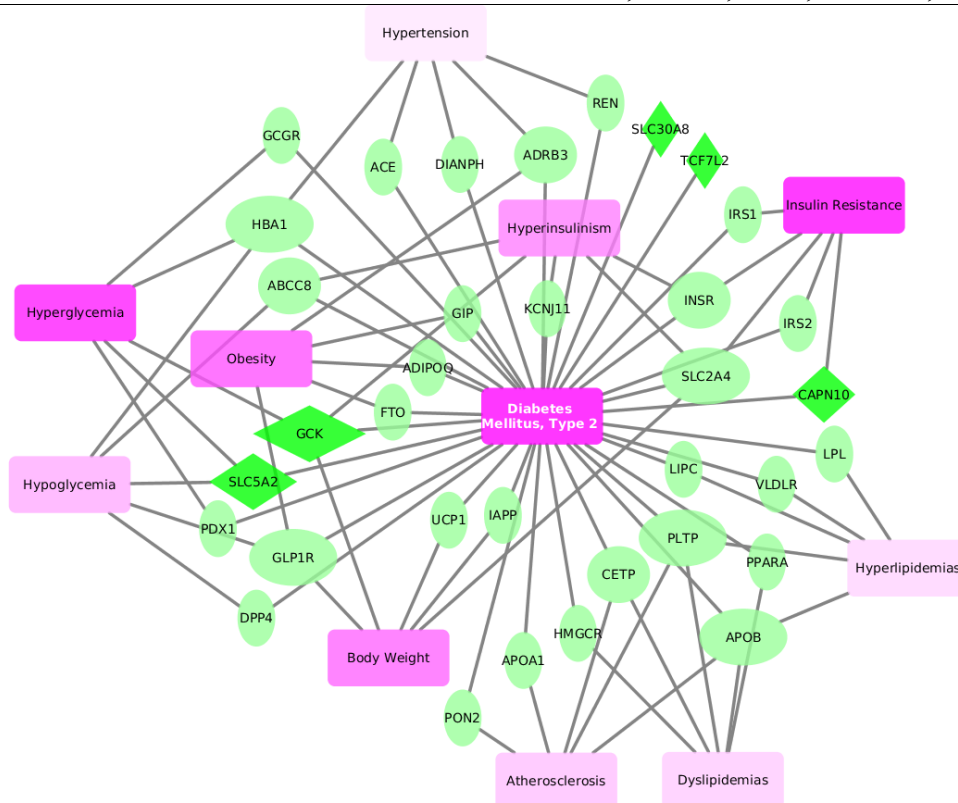 Hypertension
REN
SLC30A8
GCGR
TCF7L2
ACE
DIANPH
ADRB3
Insulin Resistance
IRS1
HBA1
Hyperinsulinism
ABCC8
INSR
GIP
KCNJ11
Hyperglycemia
IRS2
Obesity
ADIPOQ
SLC2A4
CAPN10
FTO
Diabetes
Mellitus, Type 2
GCK
LPL
LIPC
SLC5A2
Hypoglycemia
VLDLR
IAPP
UCP1
PDX1
PLTP
GLP1R
PPARA
Hyperlipidemias
CETP
DPP4
HMGCR
APOB
Body Weight
APOA1
PON2
Atherosclerosis
Dyslipidemias